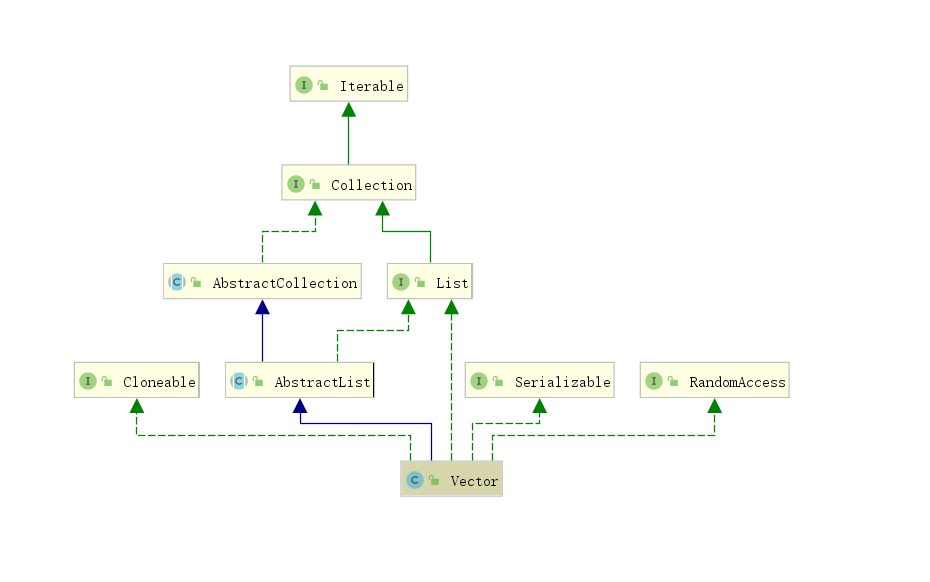 I Iterable
I Collection
C AbstractCollection
I List
I Cloneable
C AbstractList
I Serializable
I RandomAccess
C Vector